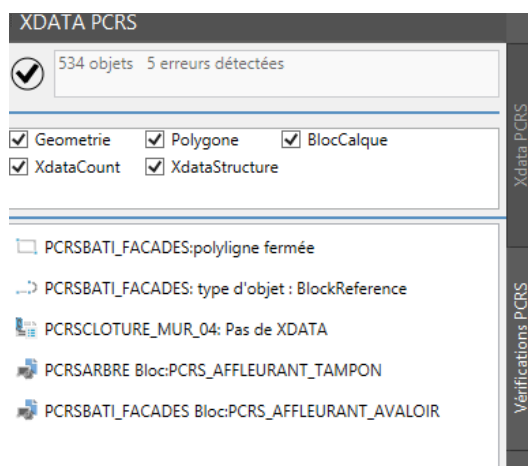 XDATA PCRS
534 objets 5 erreurs détectées
Geometrie Polygone BlocCalque
XdataCount XdataStructure
PCRSBATI_FACADES:polyligne fermée
PCRSBATI_FACADES: type d'objet : BlockReference
PCRSCLOTURE_MUR_04: Pas de XDATA
PCRSARBRE Bloc:PCRS_AFFLEURANT_TAMPON
PCRSBATI_FACADES Bloc:PCRS_AFFLEURANT_AVALOIR
Xdata PCRS
Vérifications PCRS